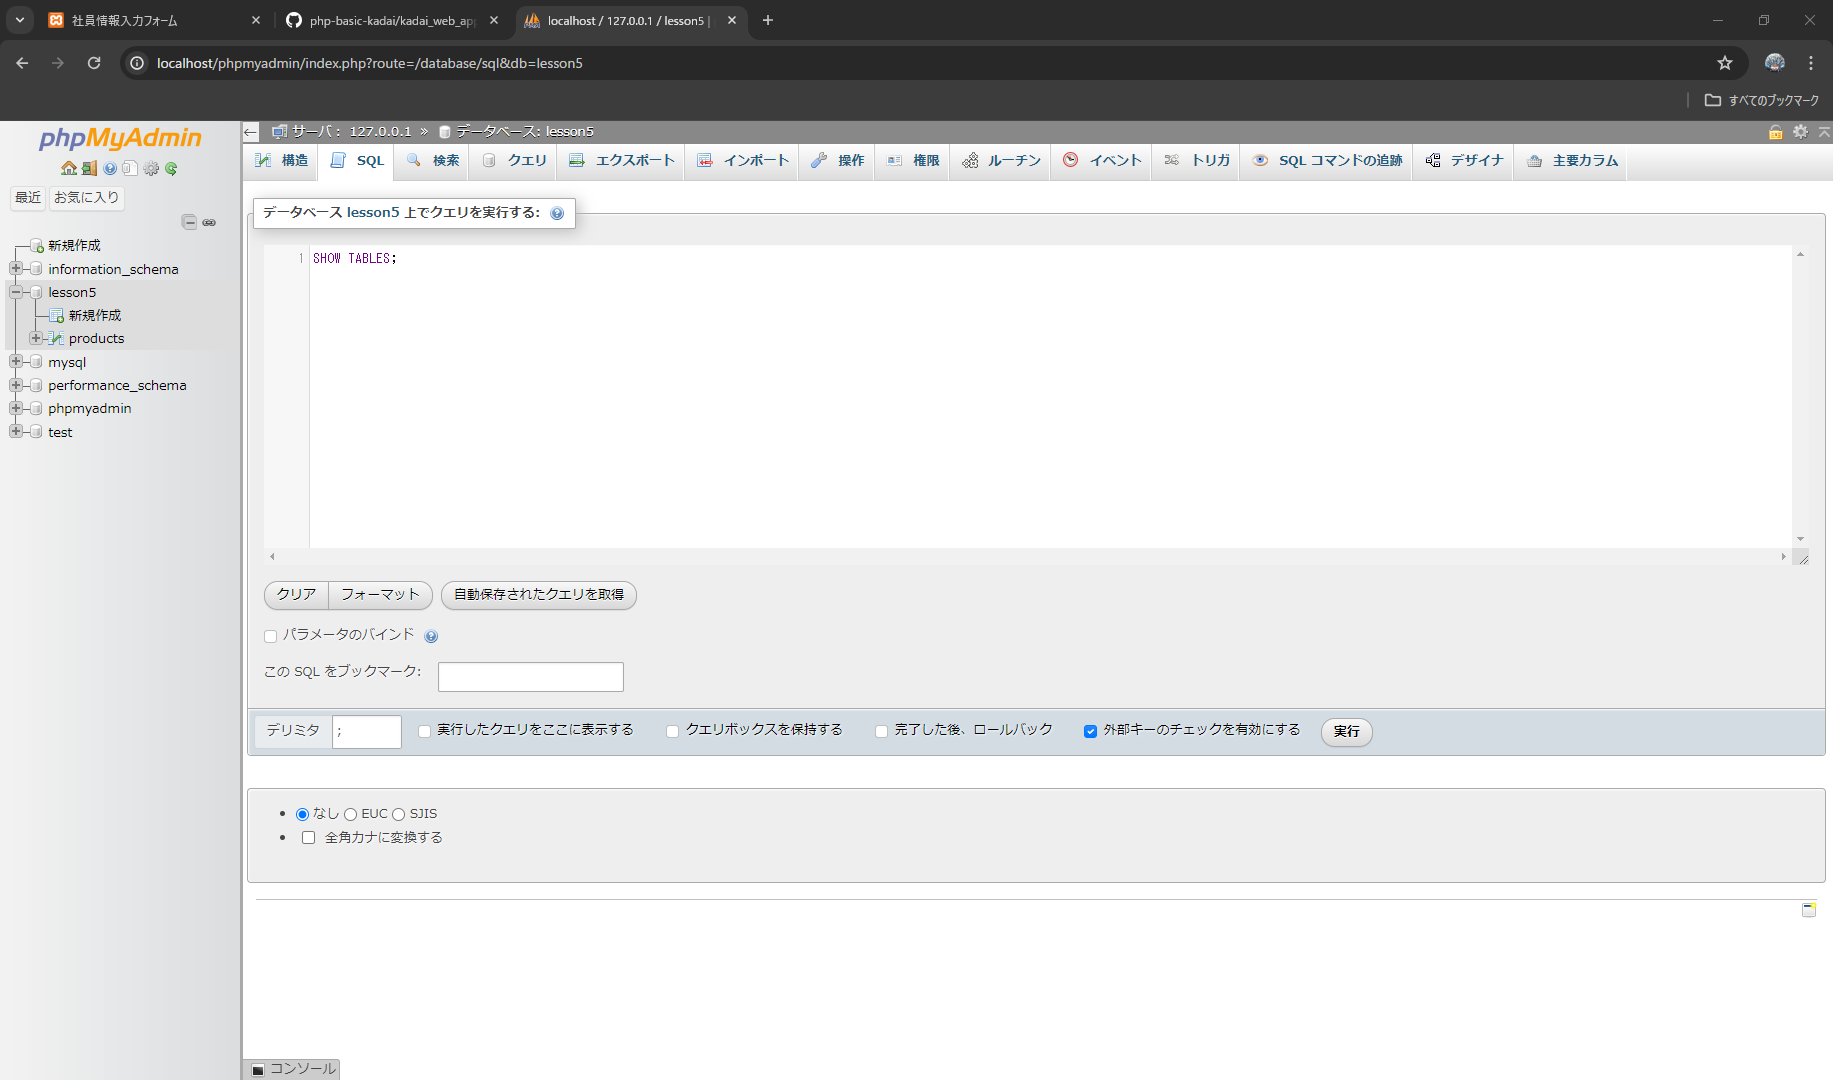 社員情報入力フォーム
php-basic-kadai/kadai_web_app
localhost / 127.0.0.1 / lesson5 |
localhost/phpmyadmin/index.php?route=/database/sql&db=lesson5
すべてのブックマーク
phpMyAdmin
最近 お気に入り
新規作成
information_schema
lesson5
新規作成
products
mysql
performance_schema
phpmyadmin
test
サーバ: 127.0.0.1 » データベース: lesson5
構造 SQL 検索 クエリ エクスポート インポート 操作 権限 ルーチン イベント トリガ SQL コマンドの追跡 デザイナ 主要カラム
データベース lesson5 上でクエリを実行する:
1 SHOW TABLES;
クリア フォーマット 自動保存されたクエリを取得
パラメータのバインド
この SQL をブックマーク:
デリミタ ; 実行したクエリをここに表示する クエリボックスを保持する 完了した後、ロールバック 外部キーのチェックを有効にする 実行
なし EUC SJIS
全角カナに変換する
コンソール